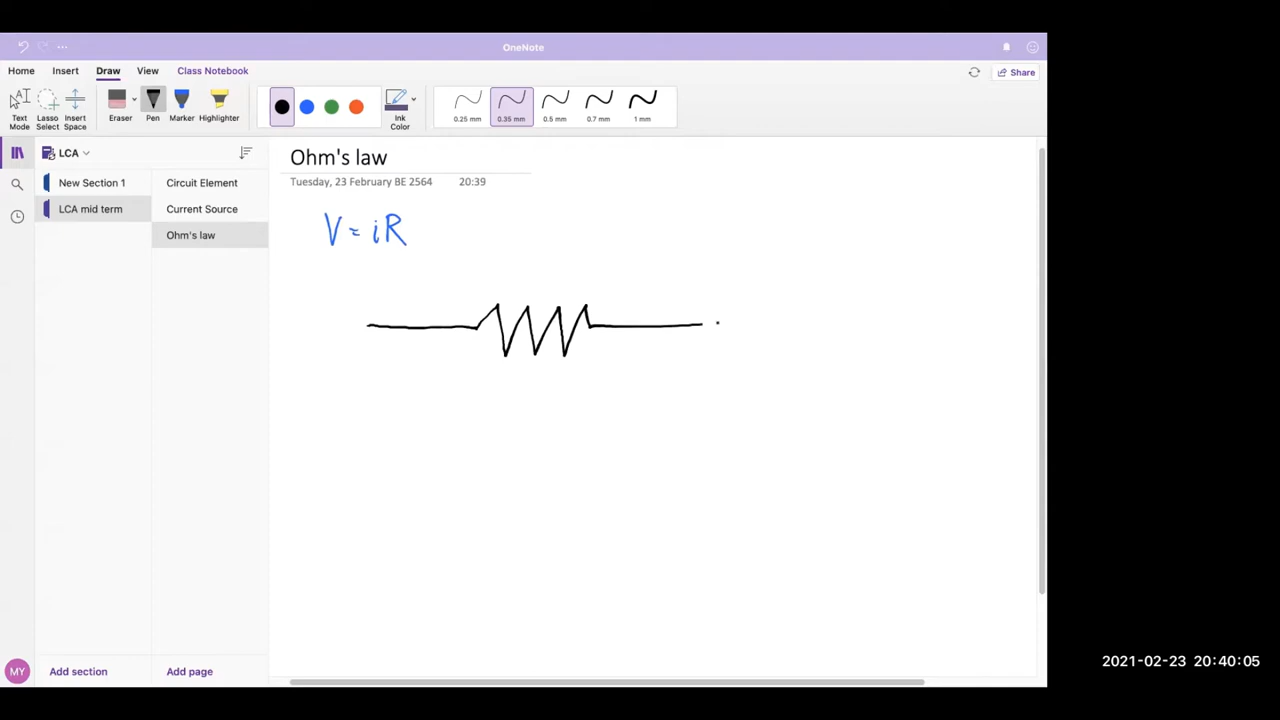 OneNote
Home Insert Draw View Class Notebook
Share
Text Mode
Lasso Select
Insert Space
Eraser
Pen
Marker
Highlighter
Ink Color
0.25 mm
0.35 mm
0.5 mm
0.7 mm
1 mm
LCA
New Section 1
LCA mid term
Circuit Element
Current Source
Ohm's law
Ohm's law
Tuesday, 23 February BE 2564 20:39
V = iR
MY
Add section
Add page
2021-02-23 20:40:05